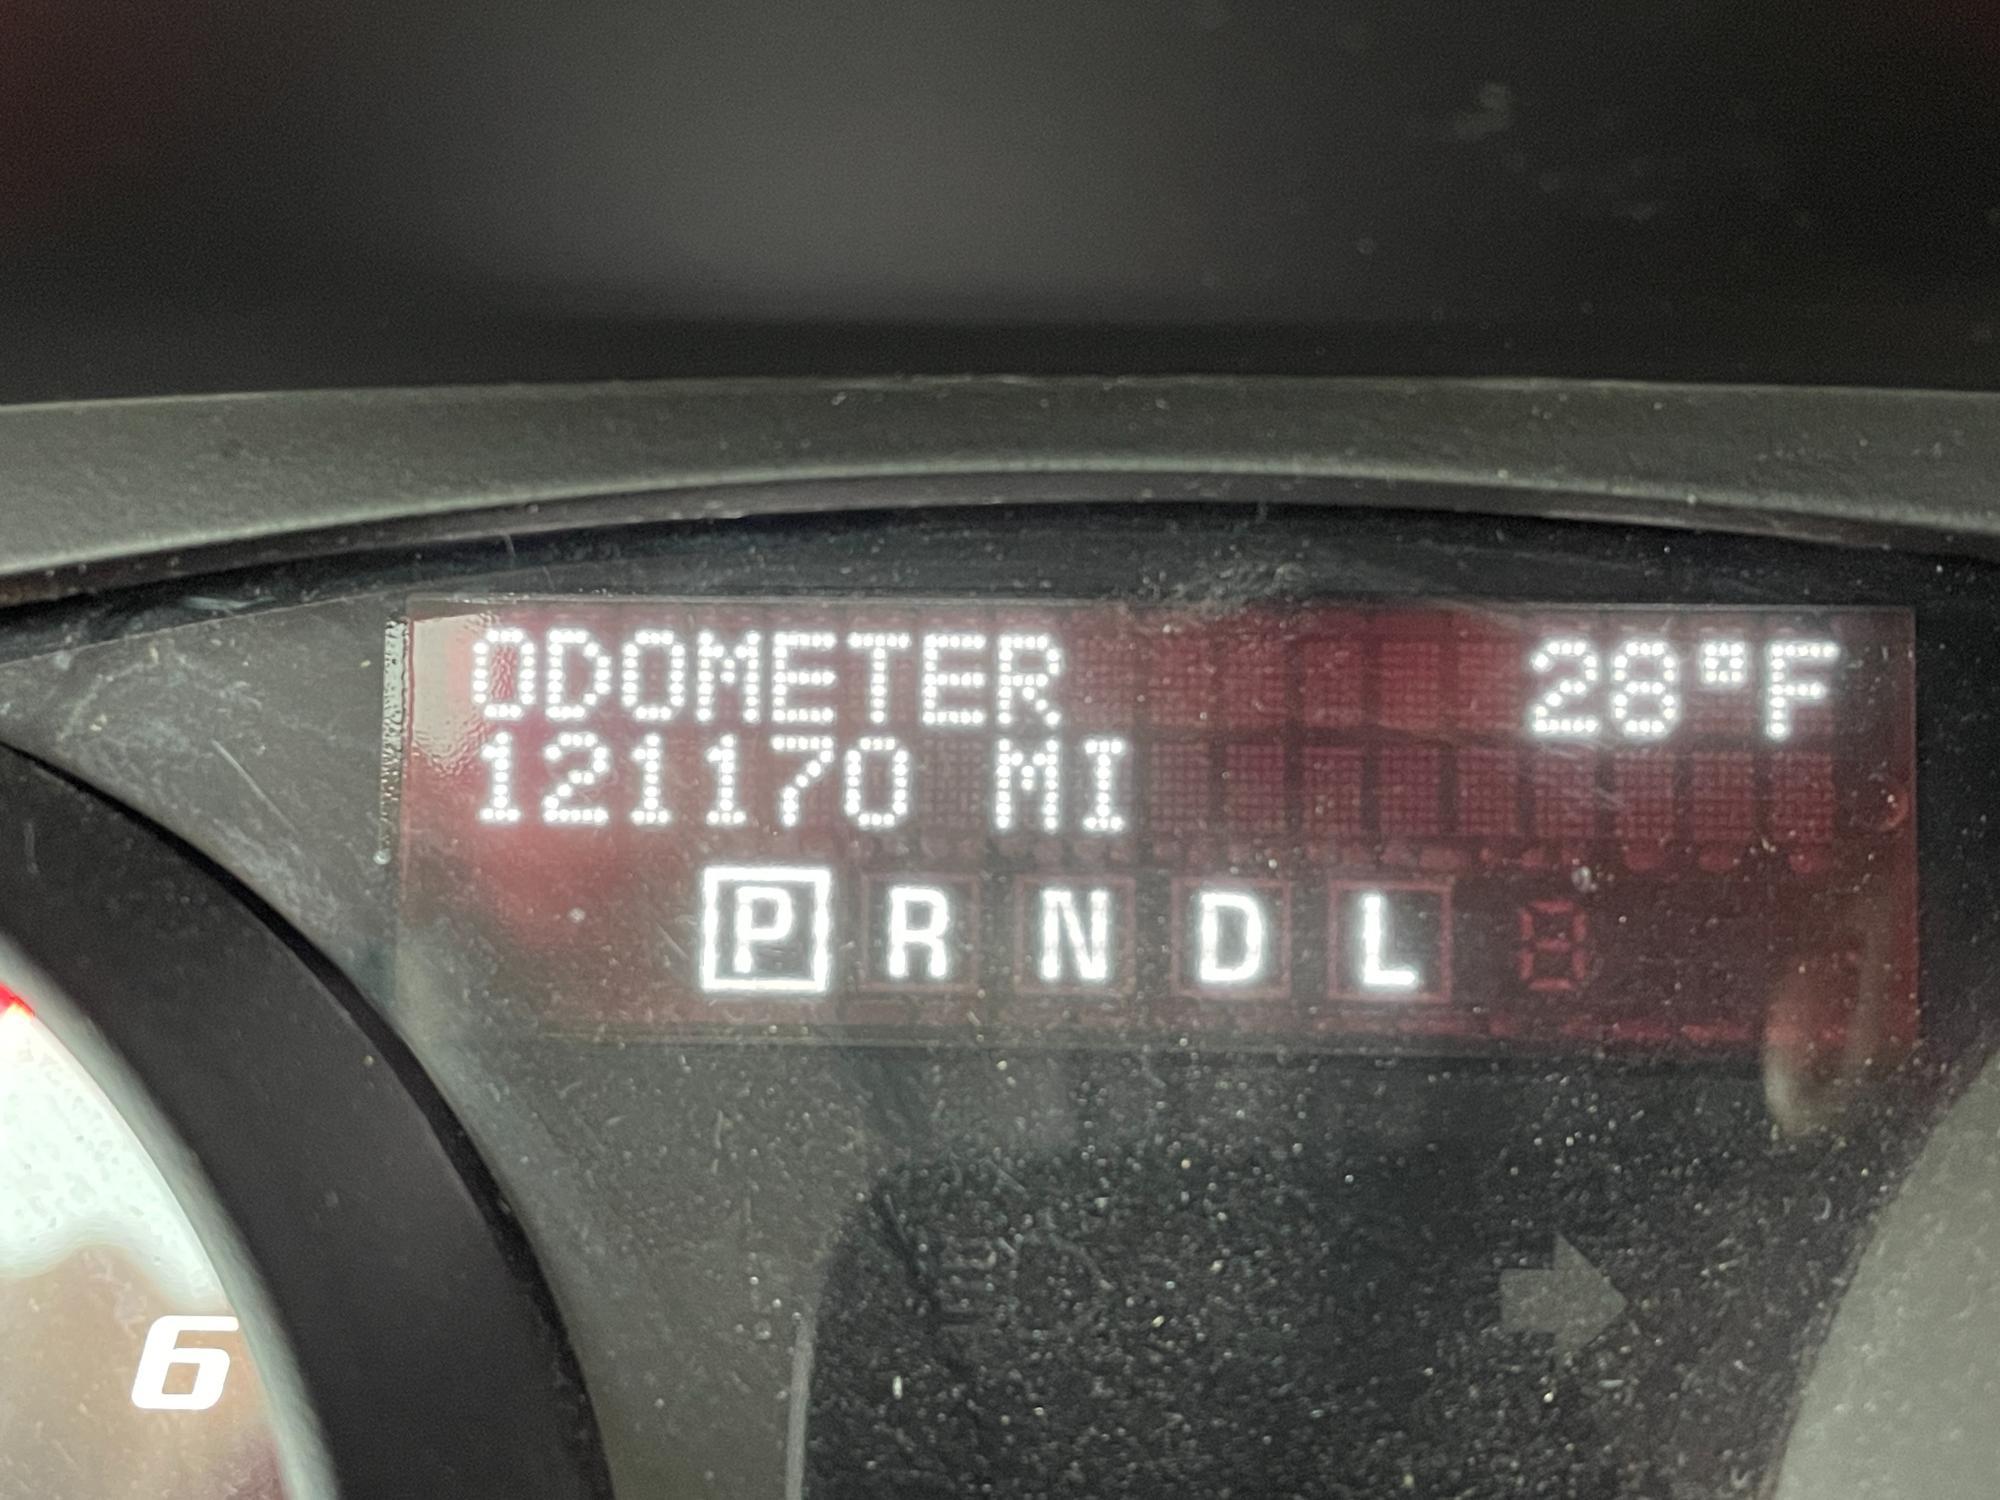 ODOMETER 28°F
121170 MI
P R N D L
6